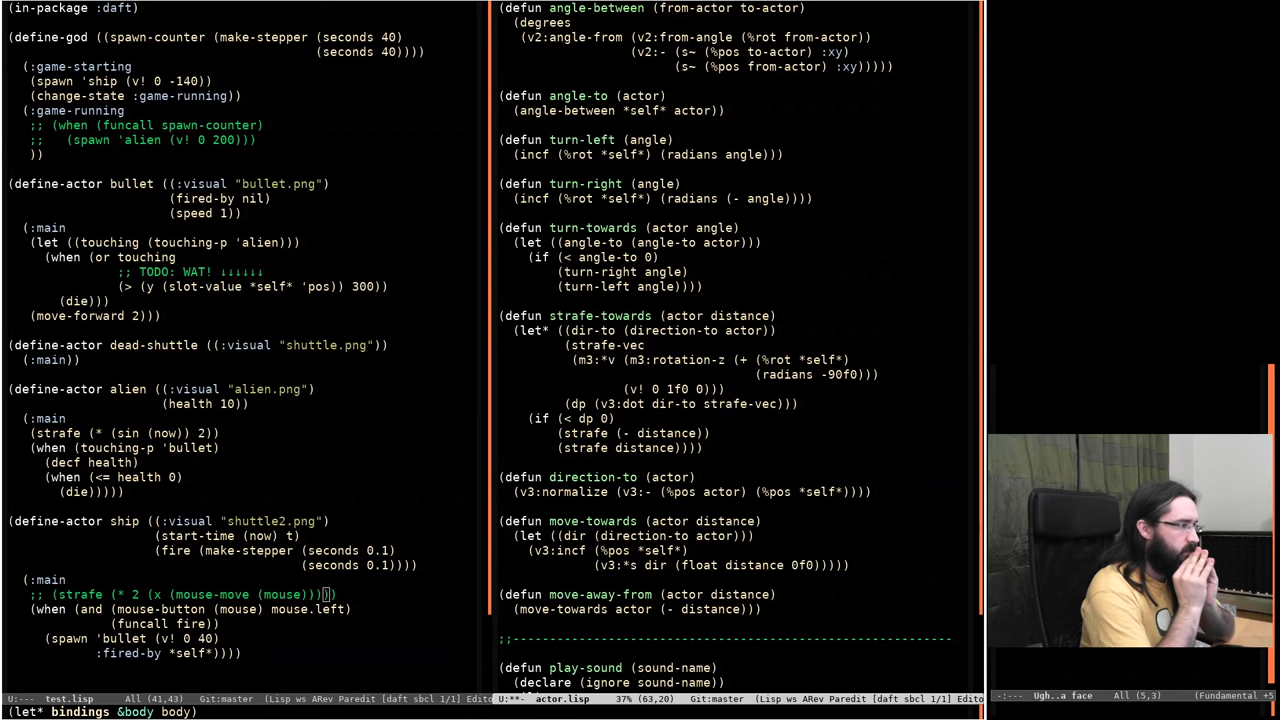 (in-package :daft)
(define-god ((spawn-counter (make-stepper (seconds 40)
(seconds 40))))
(:game-starting
(spawn 'ship (v! 0 -140))
(change-state :game-running))
(:game-running
;; (when (funcall spawn-counter)
;;   (spawn 'alien (v! 0 200)))
))
(define-actor bullet ((:visual "bullet.png")
(fired-by nil)
(speed 1))
(:main
(let ((touching (touching-p 'alien)))
(when (or touching
;; TODO: WAT! ↓↓↓↓↓↓
(> (y (slot-value *self* 'pos)) 300))
(die)))
(move-forward 2)))
(define-actor dead-shuttle ((:visual "shuttle.png"))
(:main))
(define-actor alien ((:visual "alien.png")
(health 10))
(:main
(strafe (* (sin (now)) 2))
(when (touching-p 'bullet)
(decf health)
(when (<= health 0)
(die)))))
(define-actor ship ((:visual "shuttle2.png")
(start-time (now) t)
(fire (make-stepper (seconds 0.1)
(seconds 0.1))))
(:main
;; (strafe (* 2 (x (mouse-move (mouse)))))
(when (and (mouse-button (mouse) mouse.left)
(funcall fire))
(spawn 'bullet (v! 0 40)
:fired-by *self*))))
U:---  test.lisp      All (41,43)    Git:master  (Lisp ws ARev Paredit [daft sbcl 1/1] Edito
(let* bindings &body body)
(defun angle-between (from-actor to-actor)
(degrees
(v2:angle-from (v2:from-angle (%rot from-actor))
(v2:- (s~ (%pos to-actor) :xy)
(s~ (%pos from-actor) :xy)))))
(defun angle-to (actor)
(angle-between *self* actor))
(defun turn-left (angle)
(incf (%rot *self*) (radians angle)))
(defun turn-right (angle)
(incf (%rot *self*) (radians (- angle))))
(defun turn-towards (actor angle)
(let ((angle-to (angle-to actor)))
(if (< angle-to 0)
(turn-right angle)
(turn-left angle))))
(defun strafe-towards (actor distance)
(let* ((dir-to (direction-to actor))
(strafe-vec
(m3:*v (m3:rotation-z (+ (%rot *self*)
(radians -90f0)))
(v! 0 1f0 0)))
(dp (v3:dot dir-to strafe-vec)))
(if (< dp 0)
(strafe (- distance))
(strafe distance))))
(defun direction-to (actor)
(v3:normalize (v3:- (%pos actor) (%pos *self*))))
(defun move-towards (actor distance)
(let ((dir (direction-to actor)))
(v3:incf (%pos *self*)
(v3:*s dir (float distance 0f0)))))
(defun move-away-from (actor distance)
(move-towards actor (- distance)))
;;------------------------------------------------------------
(defun play-sound (sound-name)
(declare (ignore sound-name))
U:**-  actor.lisp     37% (63,20)    Git:master  (Lisp ws ARev Paredit [daft sbcl 1/1] Edito
-:---  Ugh..a face    All (5,3)      (Fundamental +5